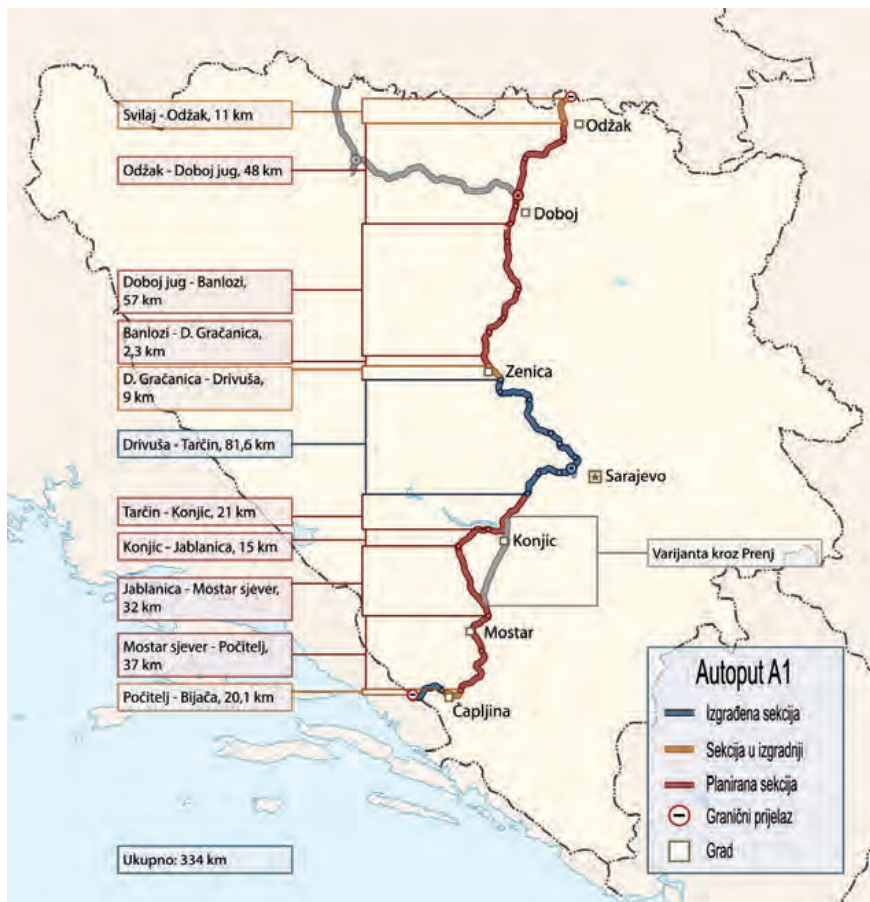 Svilaj - Odžak, 11 km
Odžak
Odžak - Doboj jug, 48 km
Doboj
Doboj jug - Banlozi,
57 km
Banlozi - D. Gračanica,
2,3 km
Zenica
D. Gračanica - Drivuša,
9 km
Drivuša - Tarčin, 81,6 km
Sarajevo
Tarčin - Konjic, 21 km
Konjic
Konjic - Jablanica, 15 km
Varijanta kroz Prenj
Jablanica - Mostar sjever,
32 km
Mostar
Mostar sjever - Počitelj,
37 km
Počitelj - Bijača, 20,1 km
Čapljina
Autoput A1
Izgrađena sekcija
Sekcija u izgradnji
Planirana sekcija
Granični prijelaz
Grad
Ukupno: 334 km